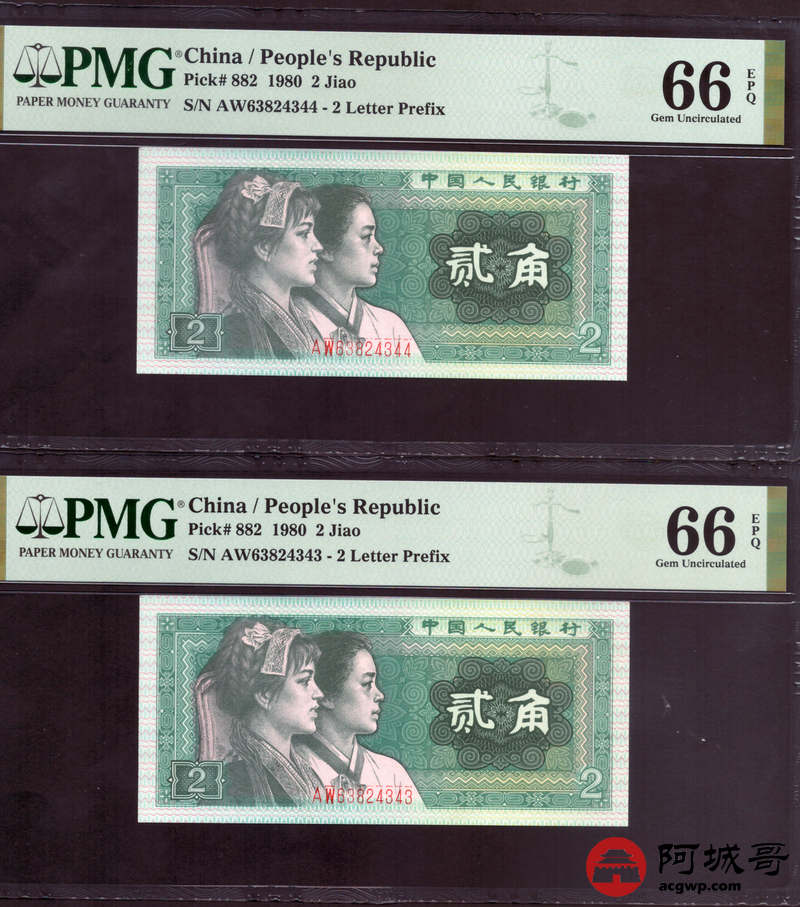 PMG® China / People's Republic
Pick# 882 1980 2 Jiao
PAPER MONEY GUARANTY S/N AW63824344 - 2 Letter Prefix
66 EPQ
Gem Uncirculated
中国人民银行
贰角
2 2
AW63824344
PMG® China / People's Republic
Pick# 882 1980 2 Jiao
PAPER MONEY GUARANTY S/N AW63824343 - 2 Letter Prefix
66 EPQ
Gem Uncirculated
中国人民银行
贰角
2 2
AW63824343
阿城哥
acgwp.com